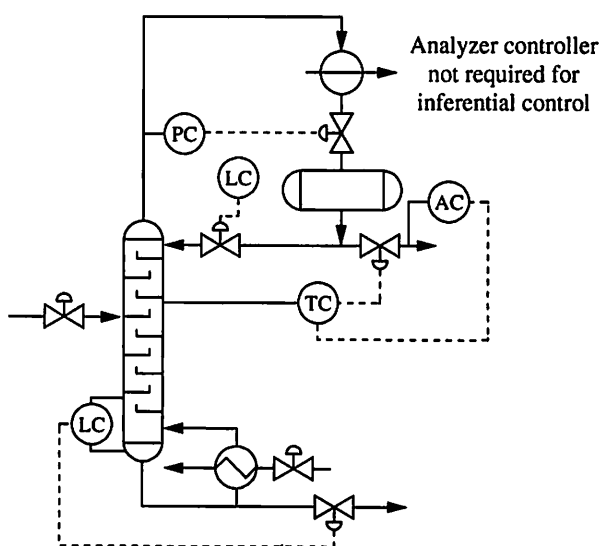 Analyzer controller
not required for
inferential control
PC
LC
AC
TC
LC